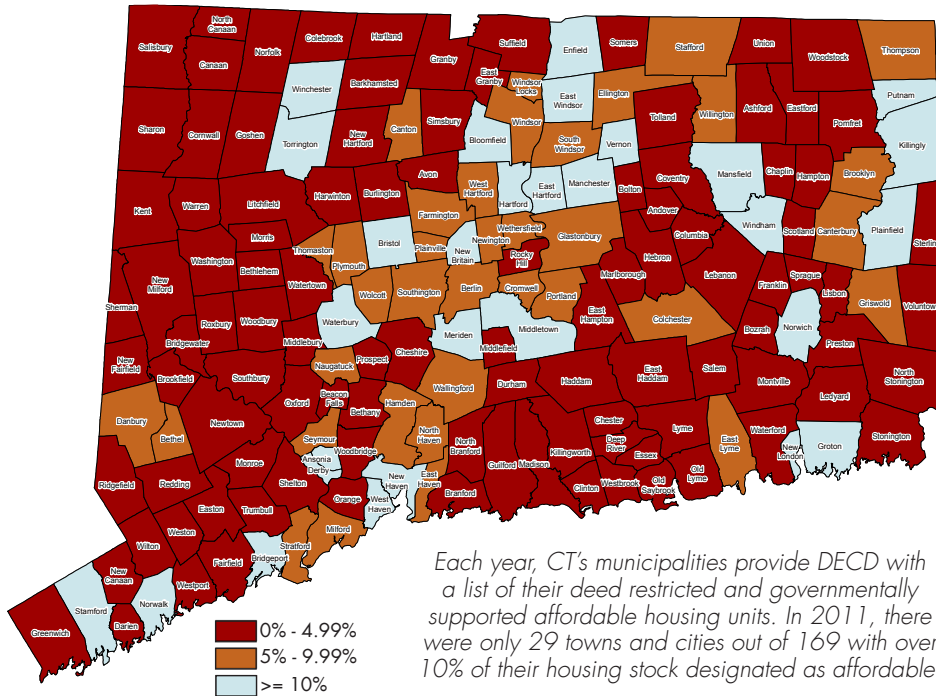 North
Canaan
Colebrook
Hartland
Suffield
Enfield
Somers
Stafford
Union
Woodstock
Thompson
Salisbury
Canaan
Norfolk
Granby
East
Granby
Windsor
Locks
Putnam
Winchester
Barkhamsted
East
Windsor
Ellington
Willington
Ashford
Eastford
Pomfret
Killingly
Sharon
Cornwall
Goshen
Torrington
New
Hartford
Canton
Simsbury
Bloomfield
Windsor
South
Windsor
Vernon
Tolland
Mansfield
Chaplin
Hampton
Brooklyn
Kent
Warren
Litchfield
Harwinton
Burlington
Avon
West
Hartford
Hartford
East
Hartford
Manchester
Bolton
Coventry
Andover
Columbia
Windham
Scotland
Canterbury
Plainfield
Sterlin
Morris
Washington
Bethlehem
Watertown
Thomaston
Plymouth
Bristol
Farmington
Plainville
New
Britain
Newington
Wethersfield
Rocky
Hill
Glastonbury
Hebron
Marlborough
Lebanon
Franklin
Sprague
Lisbon
Griswold
Voluntow
New
Milford
Sherman
Roxbury
Woodbury
Bridgewater
Middlebury
Waterbury
Wolcott
Southington
Berlin
Cromwell
Portland
East
Hampton
Colchester
Bozrah
Norwich
Preston
Meriden
Middletown
Middlefield
New
Fairfield
Brookfield
Southbury
Naugatuck
Prospect
Cheshire
Wallingford
Durham
Haddam
East
Haddam
Salem
Montville
Ledyard
North
Stonington
Danbury
Bethel
Newtown
Oxford
Beacon
Falls
Bethany
Hamden
North
Haven
North
Branford
Seymour
Woodbridge
Ansonia
Derby
Guilford
Madison
Killingworth
Chester
Deep
River
Essex
Lyme
East
Lyme
Waterford
New
London
Groton
Stonington
Ridgefield
Redding
Monroe
Shelton
Orange
West
Haven
New
Haven
East
Haven
Branford
Clinton
Westbrook
Old
Saybrook
Old
Lyme
Easton
Trumbull
Weston
Wilton
Fairfield
Bridgeport
Stratford
Milford
New
Canaan
Westport
Norwalk
Stamford
Darien
Greenwich
0% - 4.99%
5% - 9.99%
>= 10%
Each year, CT's municipalities provide DECD with
a list of their deed restricted and governmentally
supported affordable housing units. In 2011, there
were only 29 towns and cities out of 169 with over
10% of their housing stock designated as affordable